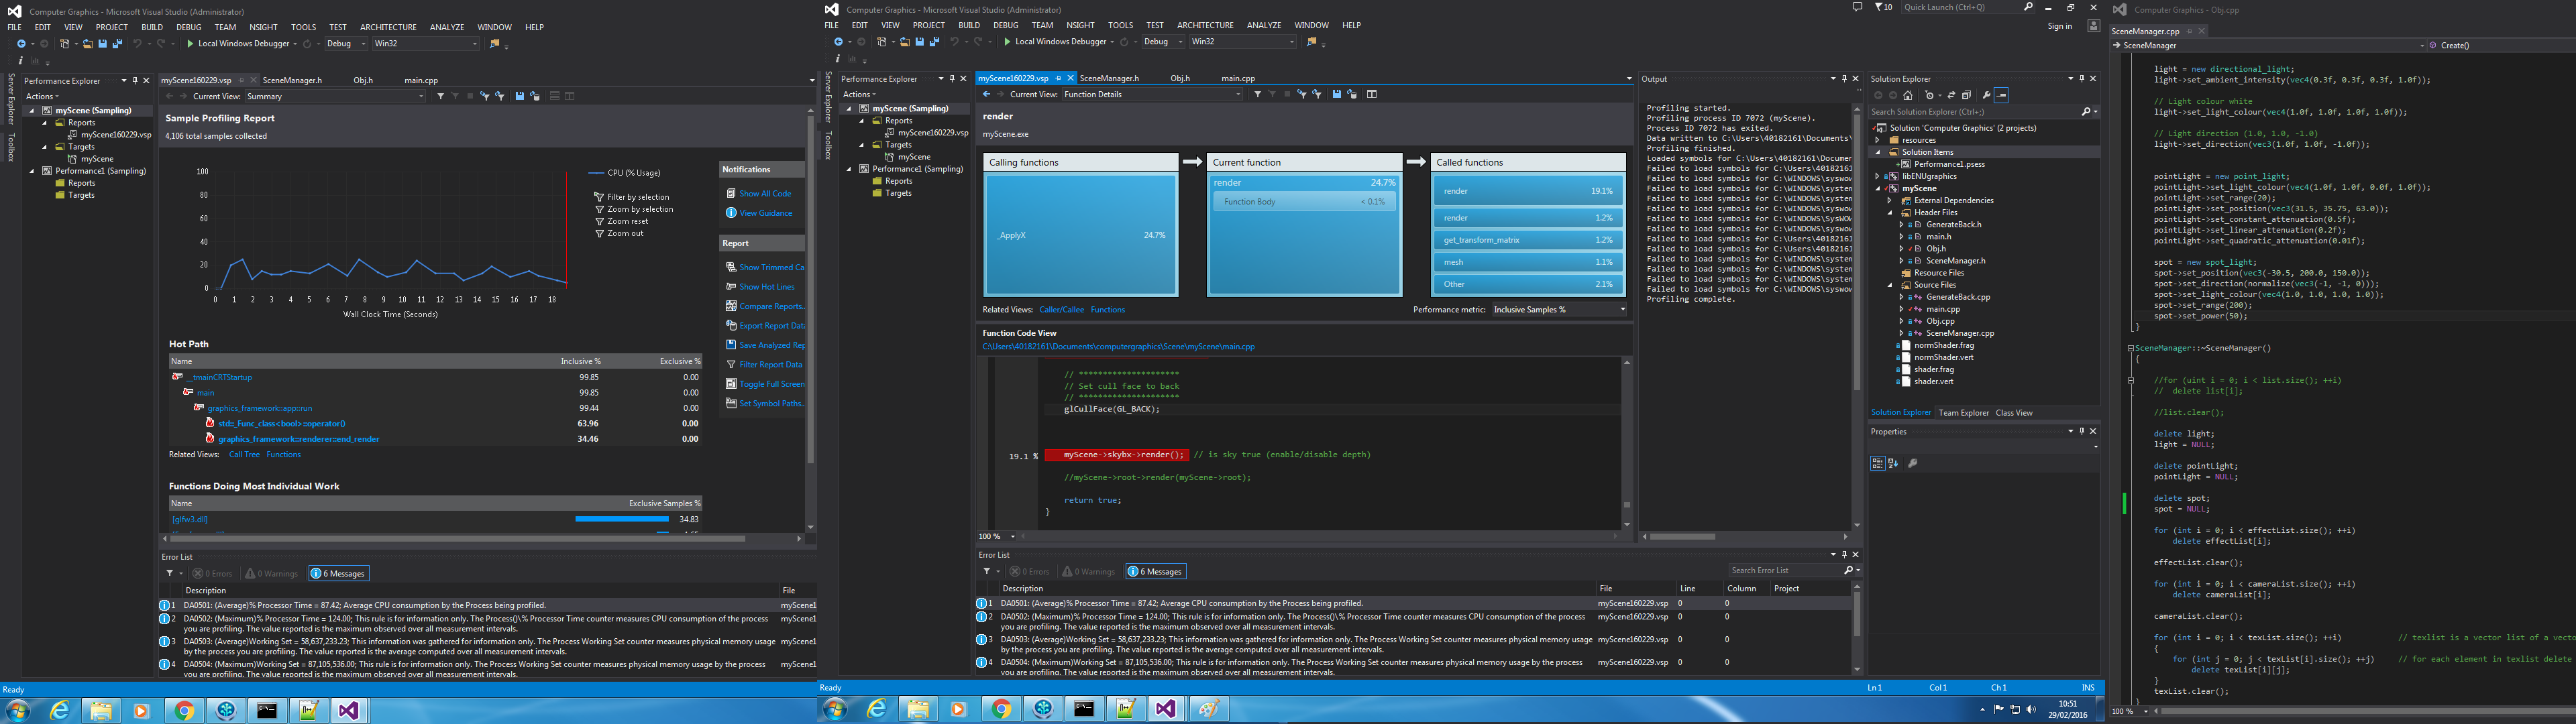 Computer Graphics - Microsoft Visual Studio (Administrator)
FILE EDIT VIEW PROJECT BUILD DEBUG TEAM NSIGHT TOOLS TEST ARCHITECTURE ANALYZE WINDOW HELP
Local Windows Debugger Debug Win32
Server Explorer
Toolbox
Performance Explorer
Actions
myScene (Sampling)
Reports
myScene160229.vsp
Targets
myScene
Performance1 (Sampling)
Reports
Targets
myScene160229.vsp SceneManager.h Obj.h main.cpp
Current View: Summary
Sample Profiling Report
4,106 total samples collected
100
80
60
40
20
0
0 1 2 3 4 5 6 7 8 9 10 11 12 13 14 15 16 17 18
Wall Clock Time (Seconds)
CPU (% Usage)
Filter by selection
Zoom by selection
Zoom reset
Zoom out
Notifications
Show All Code
View Guidance
Report
Show Trimmed Ca
Show Hot Lines
Compare Reports...
Export Report Data
Save Analyzed Rep
Filter Report Data
Toggle Full Screen
Set Symbol Paths...
Hot Path
Name Inclusive % Exclusive %
__tmainCRTStartup 99.85 0.00
main 99.85 0.00
graphics_framework::app::run 99.44 0.00
std::_Func_class<bool>::operator() 63.96 0.00
graphics_framework::renderer::end_render 34.46 0.00
Related Views: Call Tree Functions
Functions Doing Most Individual Work
Name Exclusive Samples %
[glfw3.dll] 34.83
Error List
0 Errors 0 Warnings 6 Messages
Description File
1 DA0501: (Average)% Processor Time = 87.42; Average CPU consumption by the Process being profiled. myScene1
2 DA0502: (Maximum)% Processor Time = 124.00; This rule is for information only. The Process()\% Processor Time counter measures CPU consumption of the process myScene1
you are profiling. The value reported is the maximum observed over all measurement intervals.
3 DA0503: (Average)Working Set = 58,637,233.23; This information was gathered for information only. The Process Working Set counter measures physical memory usage myScene1
by the process you are profiling. The value reported is the average computed over all measurement intervals.
4 DA0504: (Maximum)Working Set = 87,105,536.00; This rule is for information only. The Process Working Set counter measures physical memory usage by the process myScene1
you are profiling. The value reported is the maximum observed over all measurement intervals.
Ready
Computer Graphics - Microsoft Visual Studio (Administrator)
10 Quick Launch (Ctrl+Q)
FILE EDIT VIEW PROJECT BUILD DEBUG TEAM NSIGHT TOOLS TEST ARCHITECTURE ANALYZE WINDOW HELP
Sign in
Local Windows Debugger Debug Win32
Server Explorer
Toolbox
Performance Explorer
Actions
myScene (Sampling)
Reports
myScene160229.vsp
Targets
myScene
Performance1 (Sampling)
Reports
Targets
myScene160229.vsp SceneManager.h Obj.h main.cpp
Current View: Function Details
render
myScene.exe
Calling functions Current function Called functions
_ApplyX 24.7%
render 24.7%
Function Body < 0.1%
render 19.1%
render 1.2%
get_transform_matrix 1.2%
mesh 1.1%
Other 2.1%
Related Views: Caller/Callee Functions
Performance metric: Inclusive Samples %
Function Code View
C:\Users\40182161\Documents\computergraphics\Scene\myScene\main.cpp
// *********************
// Set cull face to back
// *********************
glCullFace(GL_BACK);
19.1 % myScene->skybx->render(); // is sky true (enable/disable depth)
//myScene->root->render(myScene->root);
return true;
}
100 %
Output
Profiling started.
Profiling process ID 7072 (myScene).
Process ID 7072 has exited.
Data written to C:\Users\40182161\Documents\
Profiling finished.
Loaded symbols for C:\Users\40182161\Documen
Failed to load symbols for C:\WINDOWS\syswow
Failed to load symbols for C:\Users\4018216
Failed to load symbols for C:\WINDOWS\syswow
Failed to load symbols for C:\WINDOWS\system
Failed to load symbols for C:\WINDOWS\syswow
Failed to load symbols for C:\WINDOWS\SysWOW
Failed to load symbols for C:\WINDOWS\system
Failed to load symbols for C:\Users\4018216
Failed to load symbols for C:\Users\4018216
Failed to load symbols for C:\WINDOWS\syswow
Failed to load symbols for C:\WINDOWS\system
Failed to load symbols for C:\WINDOWS\system
Failed to load symbols for C:\WINDOWS\syswow
Profiling complete.
Error List
0 Errors 0 Warnings 6 Messages
Search Error List
Description File Line Column Project
1 DA0501: (Average)% Processor Time = 87.42; Average CPU consumption by the Process being profiled. myScene160229.vsp 0 0
2 DA0502: (Maximum)% Processor Time = 124.00; This rule is for information only. The Process()\% Processor Time counter measures CPU consumption of the process myScene160229.vsp 0 0
you are profiling. The value reported is the maximum observed over all measurement intervals.
3 DA0503: (Average)Working Set = 58,637,233.23; This information was gathered for information only. The Process Working Set counter measures physical memory usage myScene160229.vsp 0 0
by the process you are profiling. The value reported is the average computed over all measurement intervals.
4 DA0504: (Maximum)Working Set = 87,105,536.00; This rule is for information only. The Process Working Set counter measures physical memory usage by the process myScene160229.vsp 0 0
you are profiling. The value reported is the maximum observed over all measurement intervals.
Ready Ln 1 Col 1 Ch 1 INS
10:51
29/02/2016
Solution Explorer
Search Solution Explorer (Ctrl+;)
Solution 'Computer Graphics' (2 projects)
resources
Solution Items
Performance1.psess
libENUgraphics
myScene
External Dependencies
Header Files
GenerateBack.h
main.h
Obj.h
SceneManager.h
Resource Files
Source Files
GenerateBack.cpp
main.cpp
Obj.cpp
SceneManager.cpp
normShader.frag
normShader.vert
shader.frag
shader.vert
Solution Explorer Team Explorer Class View
Properties
Computer Graphics - Obj.cpp
SceneManager.cpp
SceneManager Create()
light = new directional_light;
light->set_ambient_intensity(vec4(0.3f, 0.3f, 0.3f, 1.0f));
// Light colour white
light->set_light_colour(vec4(1.0f, 1.0f, 1.0f, 1.0f));
// Light direction (1.0, 1.0, -1.0)
light->set_direction(vec3(1.0f, 1.0f, -1.0f));
pointLight = new point_light;
pointLight->set_light_colour(vec4(1.0f, 1.0f, 0.0f, 1.0f));
pointLight->set_range(20);
pointLight->set_position(vec3(31.5, 35.75, 63.0));
pointLight->set_constant_attenuation(0.5f);
pointLight->set_linear_attenuation(0.2f);
pointLight->set_quadratic_attenuation(0.01f);
spot = new spot_light;
spot->set_position(vec3(-30.5, 200.0, 150.0));
spot->set_direction(normalize(vec3(-1, -1, 0)));
spot->set_light_colour(vec4(1.0, 1.0, 1.0, 1.0));
spot->set_range(200);
spot->set_power(50);
}
SceneManager::~SceneManager()
{
//for (uint i = 0; i < list.size(); ++i)
// delete list[i];
//list.clear();
delete light;
light = NULL;
delete pointLight;
pointLight = NULL;
delete spot;
spot = NULL;
for (int i = 0; i < effectList.size(); ++i)
delete effectList[i];
effectList.clear();
for (int i = 0; i < cameraList.size(); ++i)
delete cameraList[i];
cameraList.clear();
for (int i = 0; i < texList.size(); ++i) // texlist is a vector list of a vecto
{
for (int j = 0; j < texList[i].size(); ++j) // for each element in texlist delete
delete texList[i][j];
}
texList.clear();
}
100 %